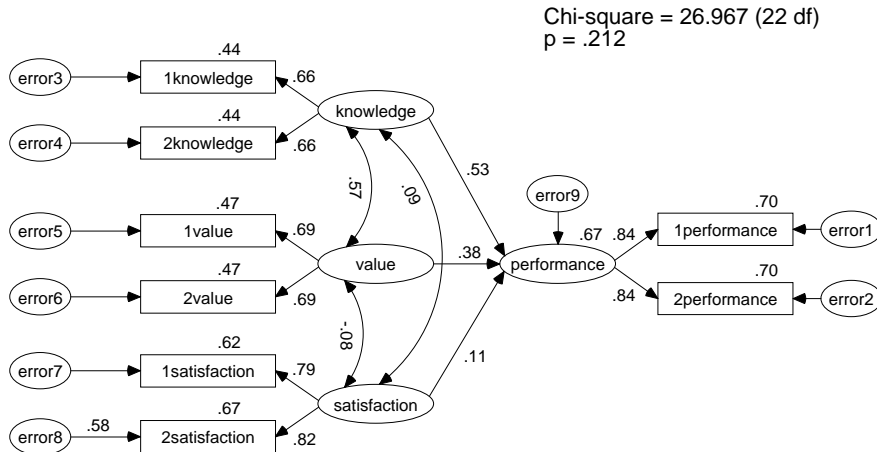 Chi-square = 26.967 (22 df)
p = .212
.44
error3
1knowledge
.66
knowledge
.44
error4
2knowledge
.66
.53
.57
.09
error9
.47
error5
1value
.69
.70
1performance
error1
value
.38
.67
.84
performance
.47
error6
2value
.69
.70
.84
2performance
error2
-.08
.62
error7
1satisfaction
.79
.11
satisfaction
.67
error8
.58
2satisfaction
.82